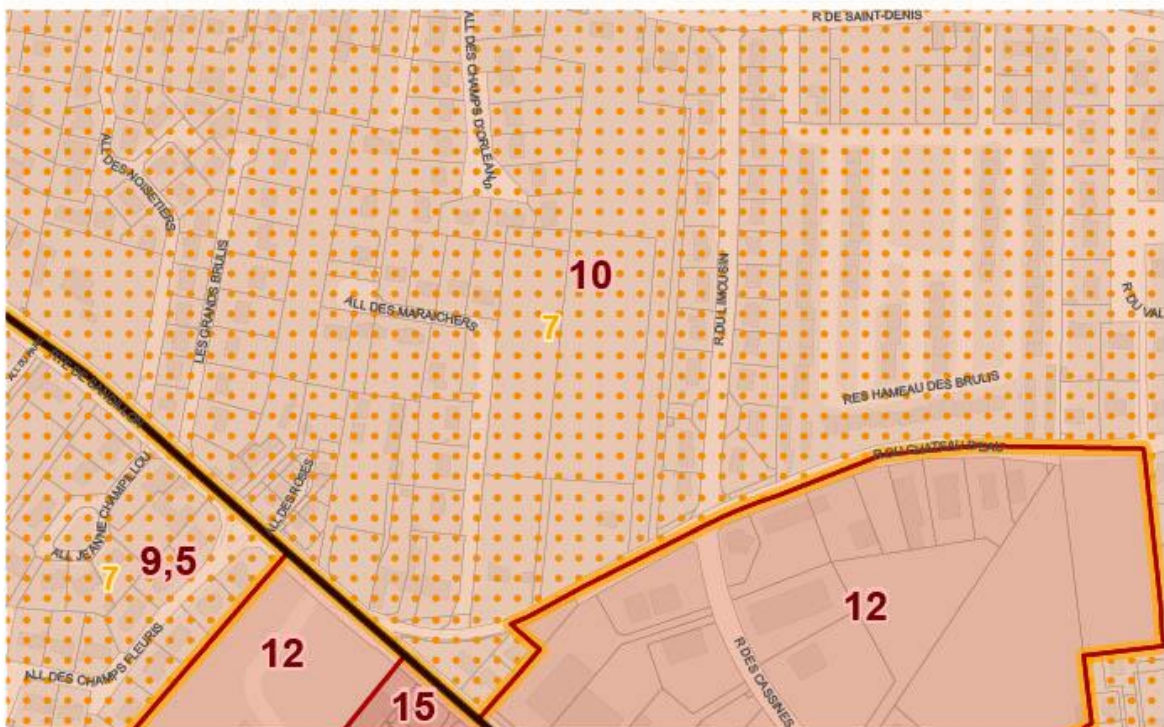 R DE SAINT-DENIS
ALL DES CHAMPS D'ORLEANS
ALL DES NOISETIERS
LES GRANDS BRULIS
10
ALL DES MARAICHERS
7
R DU LIMOUSIN
R DU VAL
RES HAMEAU DES BRULIS
R DU CHATEAU D'EAU
ALL DES ROSES
ALL JEANNE CHAMPILLOU
9,5
7
12
ALL DES CHAMPS FLEURIS
12
R DES CASSINES
15